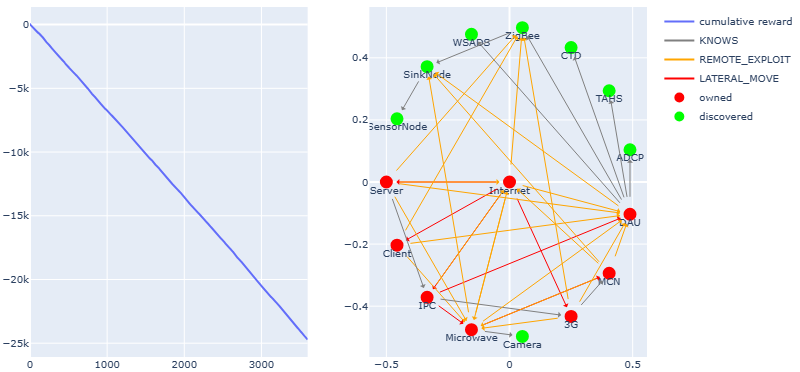 0
−5k
−10k
−15k
−20k
−25k
0
1000
2000
3000
0.4
0.2
0
−0.2
−0.4
−0.5
0
0.5
WSADS
ZigBee
CTD
SinkNode
TAHS
SensorNode
ADCP
Server
Internet
DAU
Client
MCN
IPC
3G
Microwave
Camera
cumulative reward
KNOWS
REMOTE_EXPLOIT
LATERAL_MOVE
owned
discovered